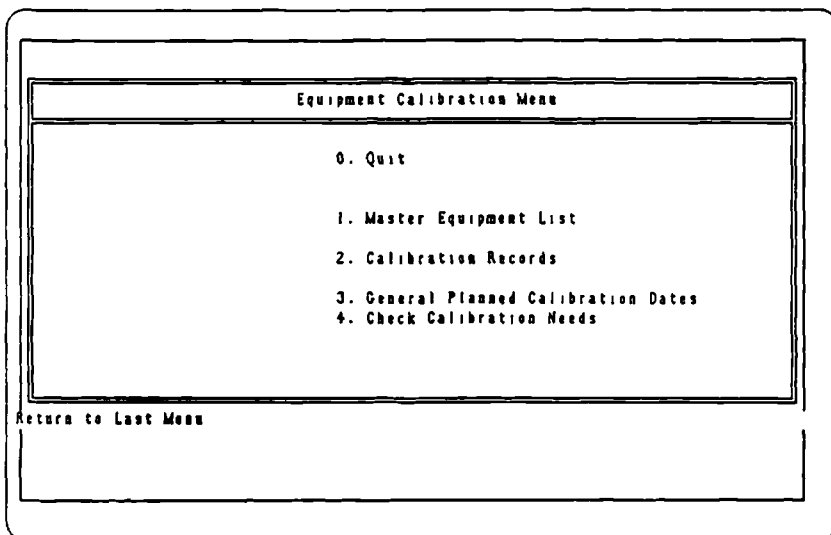 Equipment Calibration Menu
0. Quit
1. Master Equipment List
2. Calibration Records
3. General Planned Calibration Dates
4. Check Calibration Needs
Return to Last Menu